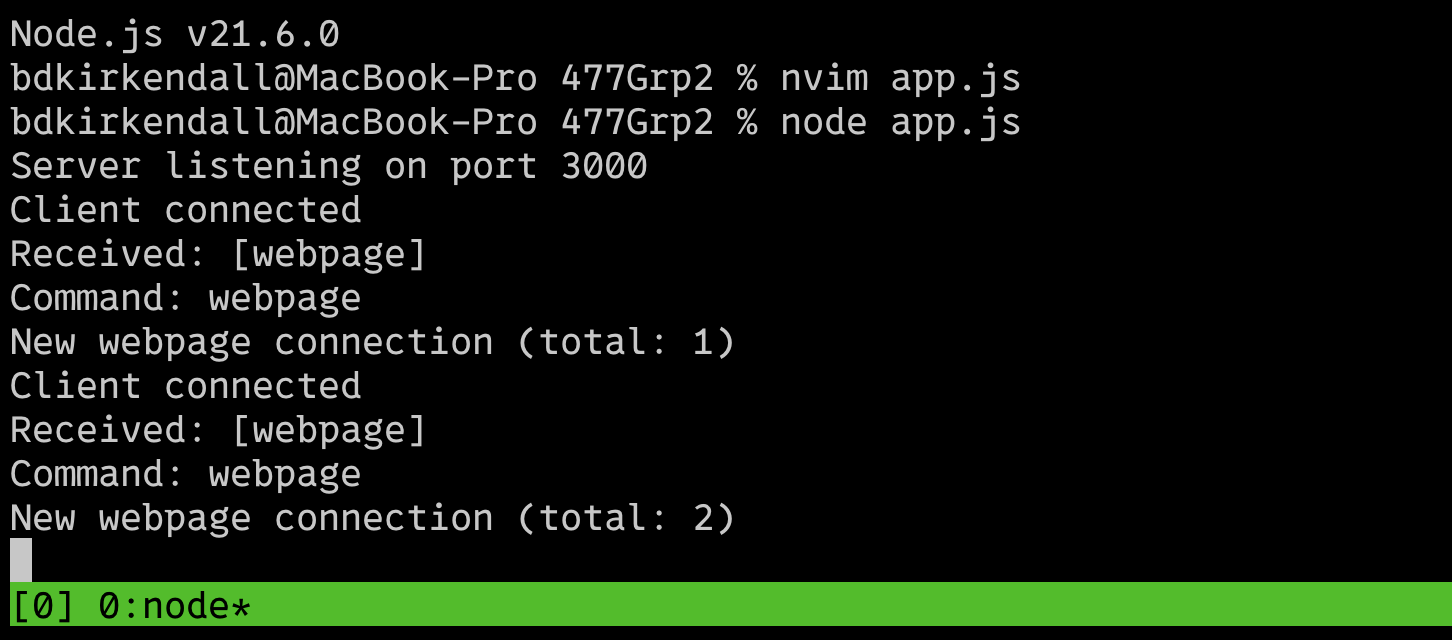 Node.js v21.6.0
bdkirkendall@MacBook-Pro 477Grp2 % nvim app.js
bdkirkendall@MacBook-Pro 477Grp2 % node app.js
Server listening on port 3000
Client connected
Received: [webpage]
Command: webpage
New webpage connection (total: 1)
Client connected
Received: [webpage]
Command: webpage
New webpage connection (total: 2)
[0] 0:node*